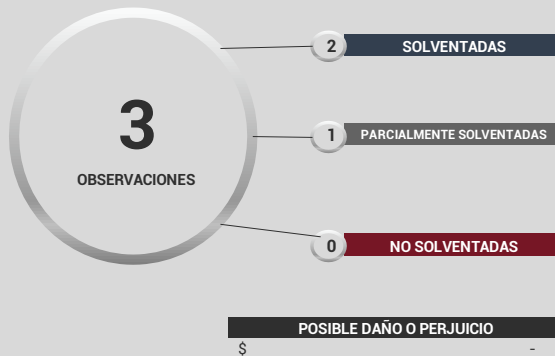 3
OBSERVACIONES
2 SOLVENTADAS
1 PARCIALMENTE SOLVENTADAS
0 NO SOLVENTADAS
POSIBLE DAÑO O PERJUICIO
$ -